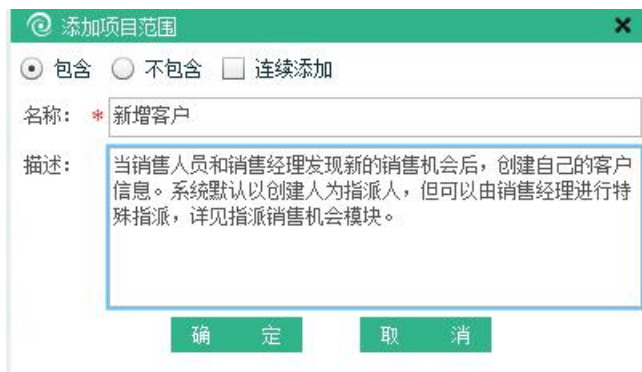 添加项目范围
包含 不包含 连续添加
名称： * 新增客户
描述： 当销售人员和销售经理发现新的销售机会后，创建自己的客户
信息。系统默认以创建人为指派人，但可以由销售经理进行特
殊指派，详见指派销售机会模块。
确 定 取 消